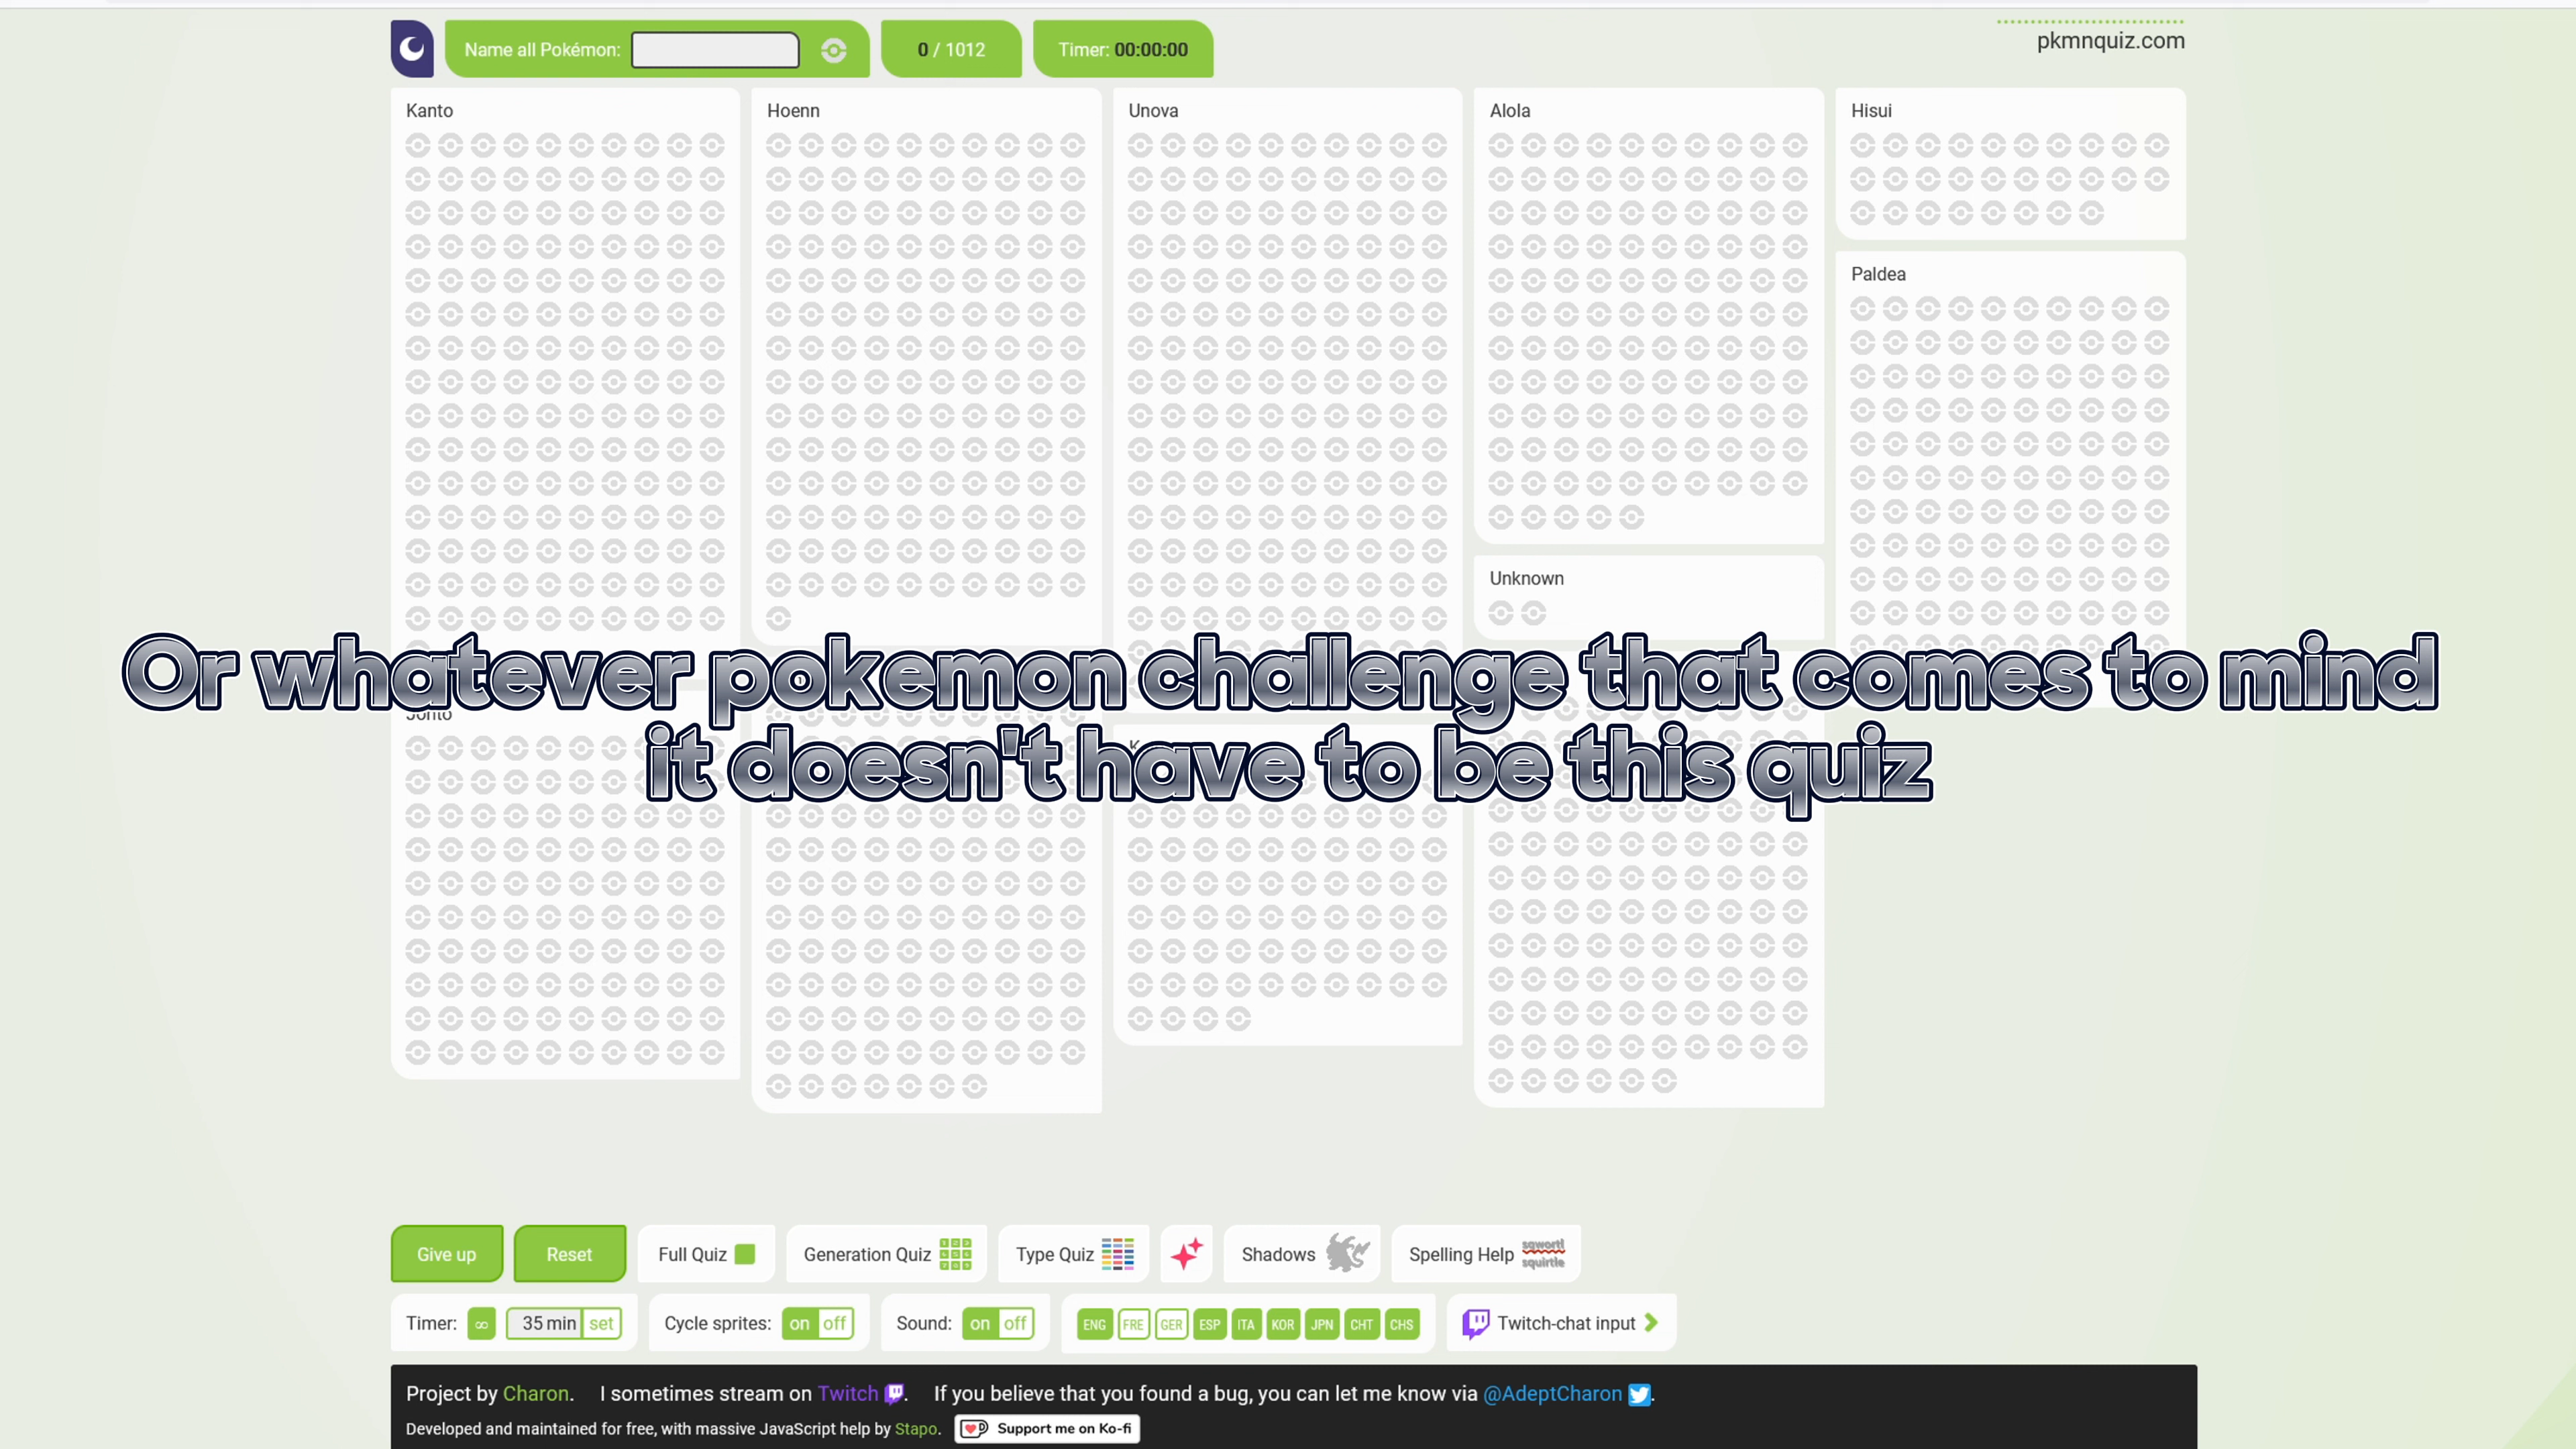 Name all Pokémon:
0 / 1012
Timer: 00:00:00
pkmnquiz.com
Kanto
Hoenn
Unova
Alola
Hisui
Paldea
Unknown
Or whatever pokemon challenge that comes to mind
it doesn't have to be this quiz
Johto
Give up
Reset
Full Quiz
Generation Quiz
Type Quiz
Shadows
Spelling Help
sqwortl
squirtle
Timer: ∞ 35 min set
Cycle sprites: on off
Sound: on off
ENG FRE GER ESP ITA KOR JPN CHT CHS
Twitch-chat input
Project by Charon. I sometimes stream on Twitch. If you believe that you found a bug, you can let me know via @AdeptCharon.
Developed and maintained for free, with massive JavaScript help by Stapo. Support me on Ko-fi